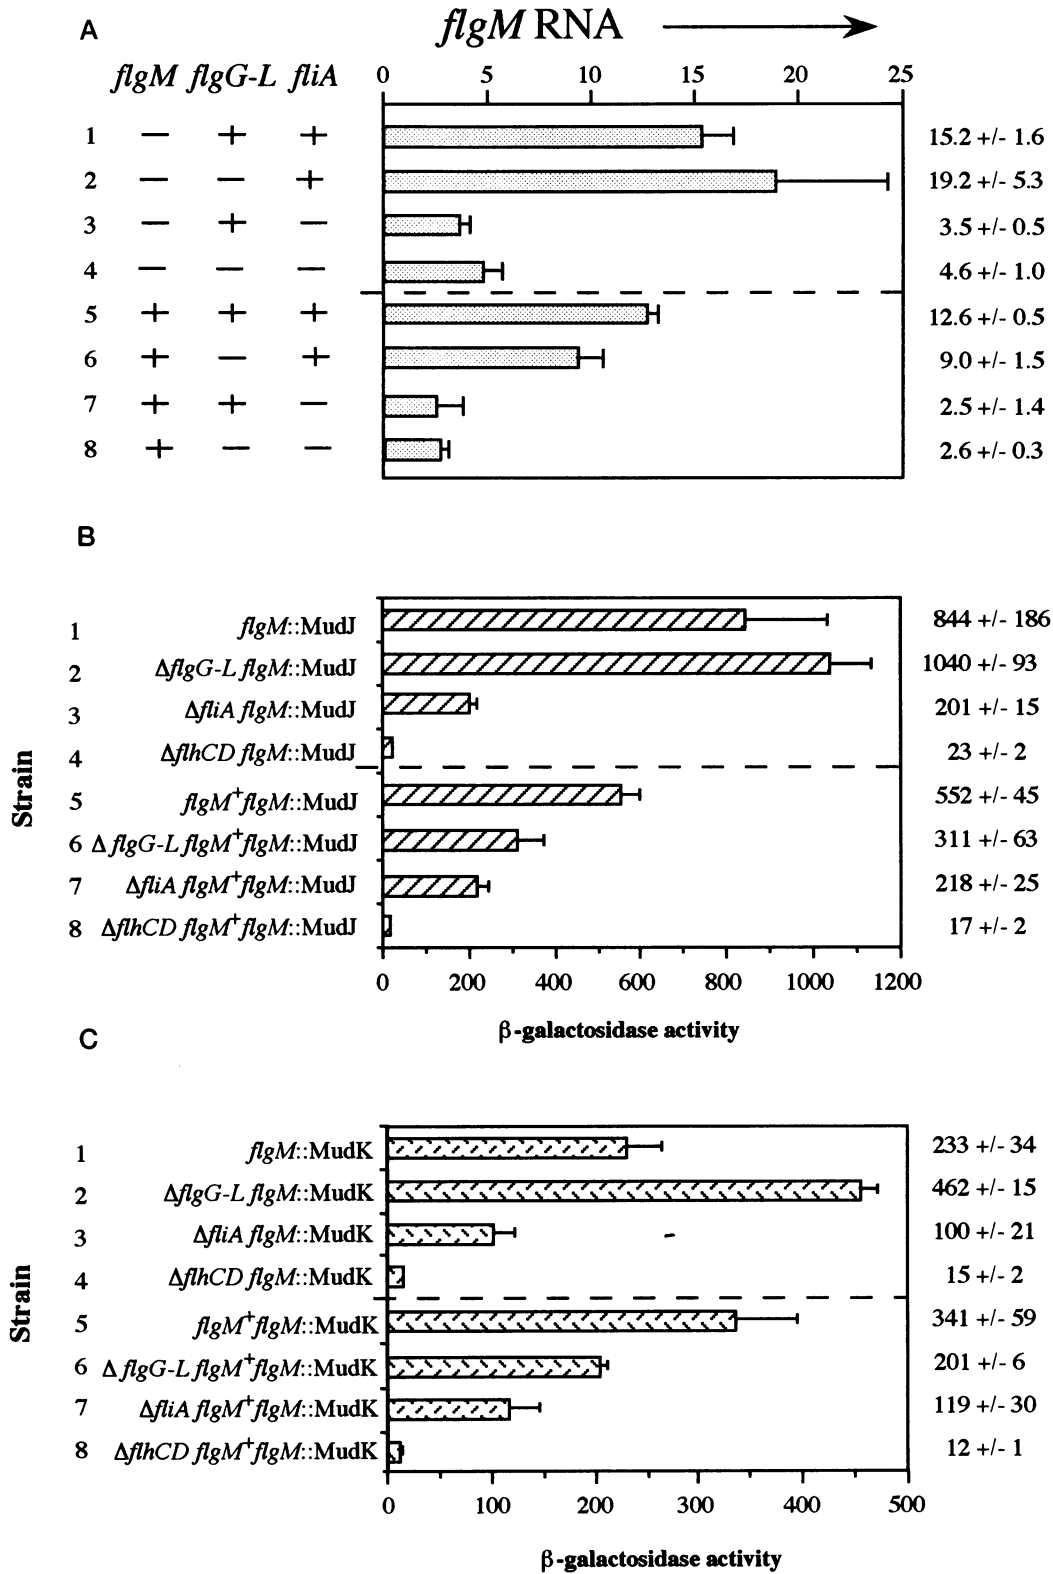 A
flgM RNA
flgM flgG-L fliA
0 5 10 15 20 25
1 — + + 15.2 +/- 1.6
2 — — + 19.2 +/- 5.3
3 — + — 3.5 +/- 0.5
4 — — — 4.6 +/- 1.0
5 + + + 12.6 +/- 0.5
6 + — + 9.0 +/- 1.5
7 + + — 2.5 +/- 1.4
8 + — — 2.6 +/- 0.3
B
Strain
1 flgM::MudJ 844 +/- 186
2 ΔflgG-L flgM::MudJ 1040 +/- 93
3 ΔfliA flgM::MudJ 201 +/- 15
4 ΔflhCD flgM::MudJ 23 +/- 2
5 flgM⁺flgM::MudJ 552 +/- 45
6 Δ flgG-L flgM⁺flgM::MudJ 311 +/- 63
7 ΔfliA flgM⁺flgM::MudJ 218 +/- 25
8 ΔflhCD flgM⁺flgM::MudJ 17 +/- 2
0 200 400 600 800 1000 1200
β-galactosidase activity
C
Strain
1 flgM::MudK 233 +/- 34
2 ΔflgG-L flgM::MudK 462 +/- 15
3 ΔfliA flgM::MudK 100 +/- 21
4 ΔflhCD flgM::MudK 15 +/- 2
5 flgM⁺flgM::MudK 341 +/- 59
6 Δ flgG-L flgM⁺flgM::MudK 201 +/- 6
7 ΔfliA flgM⁺flgM::MudK 119 +/- 30
8 ΔflhCD flgM⁺flgM::MudK 12 +/- 1
0 100 200 300 400 500
β-galactosidase activity